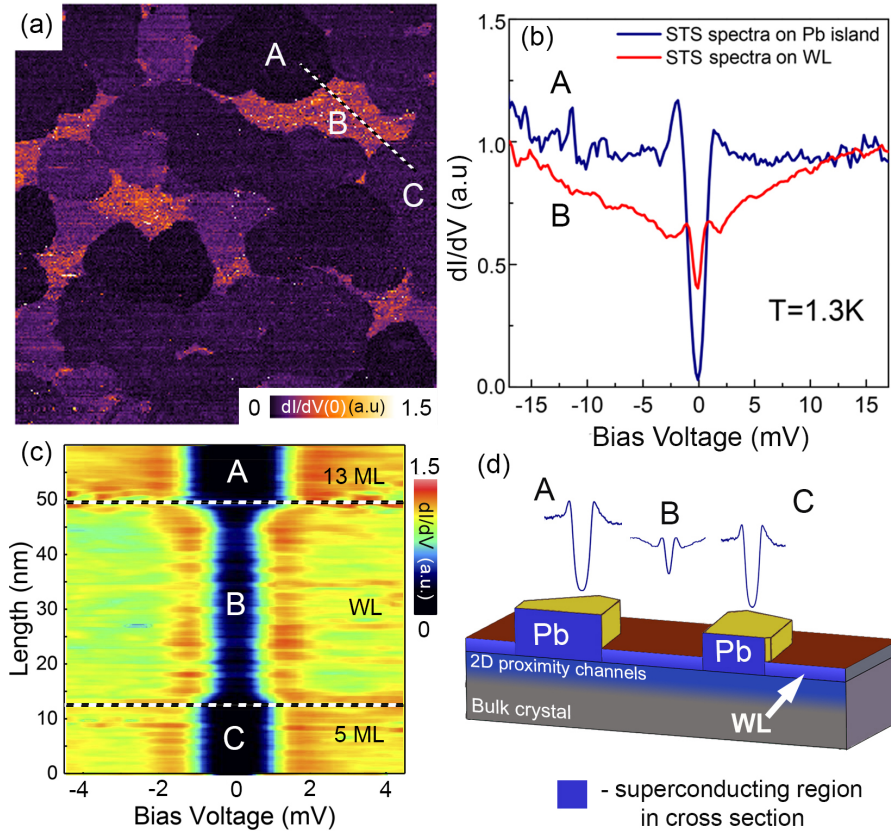 (a)
A
B
C
0 dI/dV(0) (a.u) 1.5
(b)
STS spectra on Pb island
STS spectra on WL
A
B
T=1.3K
1.5
1.0
0.5
0.0
dI/dV (a.u)
-15 -10 -5 0 5 10 15
Bias Voltage (mV)
(c)
A
13 ML
B
WL
C
5 ML
50
40
30
20
10
0
Length (nm)
-4 -2 0 2 4
Bias Voltage (mV)
1.5
dI/dV (a.u.)
0
(d)
A
B
C
Pb
Pb
2D proximity channels
Bulk crystal
WL
- superconducting region
in cross section